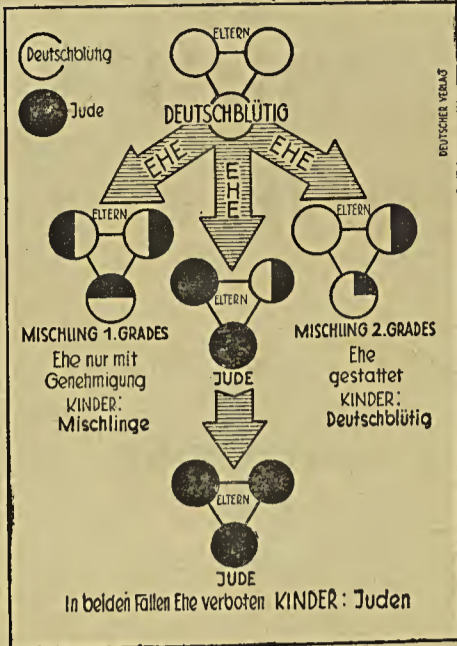 Deutschblütig
Jude
ELTERN
DEUTSCHBLÜTIG
DEUTSCHER VERLAG
EHE
EHE
EHE
ELTERN
MISCHLING 1. GRADES
Ehe nur mit
Genehmigung
KINDER:
Mischlinge
ELTERN
JUDE
ELTERN
MISCHLING 2. GRADES
Ehe
gestattet
KINDER:
Deutschblütig
ELTERN
JUDE
In beiden Fällen Ehe verboten KINDER: Juden